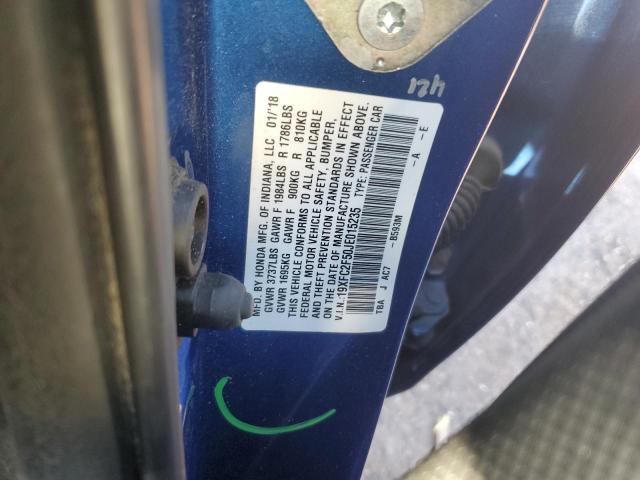 MFD. BY HONDA MFG. OF INDIANA, LLC 01/'18
GVWR 3737LBS GAWR F 1984LBS R 1786LBS
GVWR 1695KG GAWR F 900KG R 810KG
THIS VEHICLE CONFORMS TO ALL APPLICABLE
FEDERAL MOTOR VEHICLE SAFETY, BUMPER,
AND THEFT PREVENTION STANDARDS IN EFFECT
ON THE DATE OF MANUFACTURE SHOWN ABOVE.
V.I.N.: 19XFC2F50JE015235 TYPE: PASSENGER CAR
TBA J AC7 - B593M - A - E